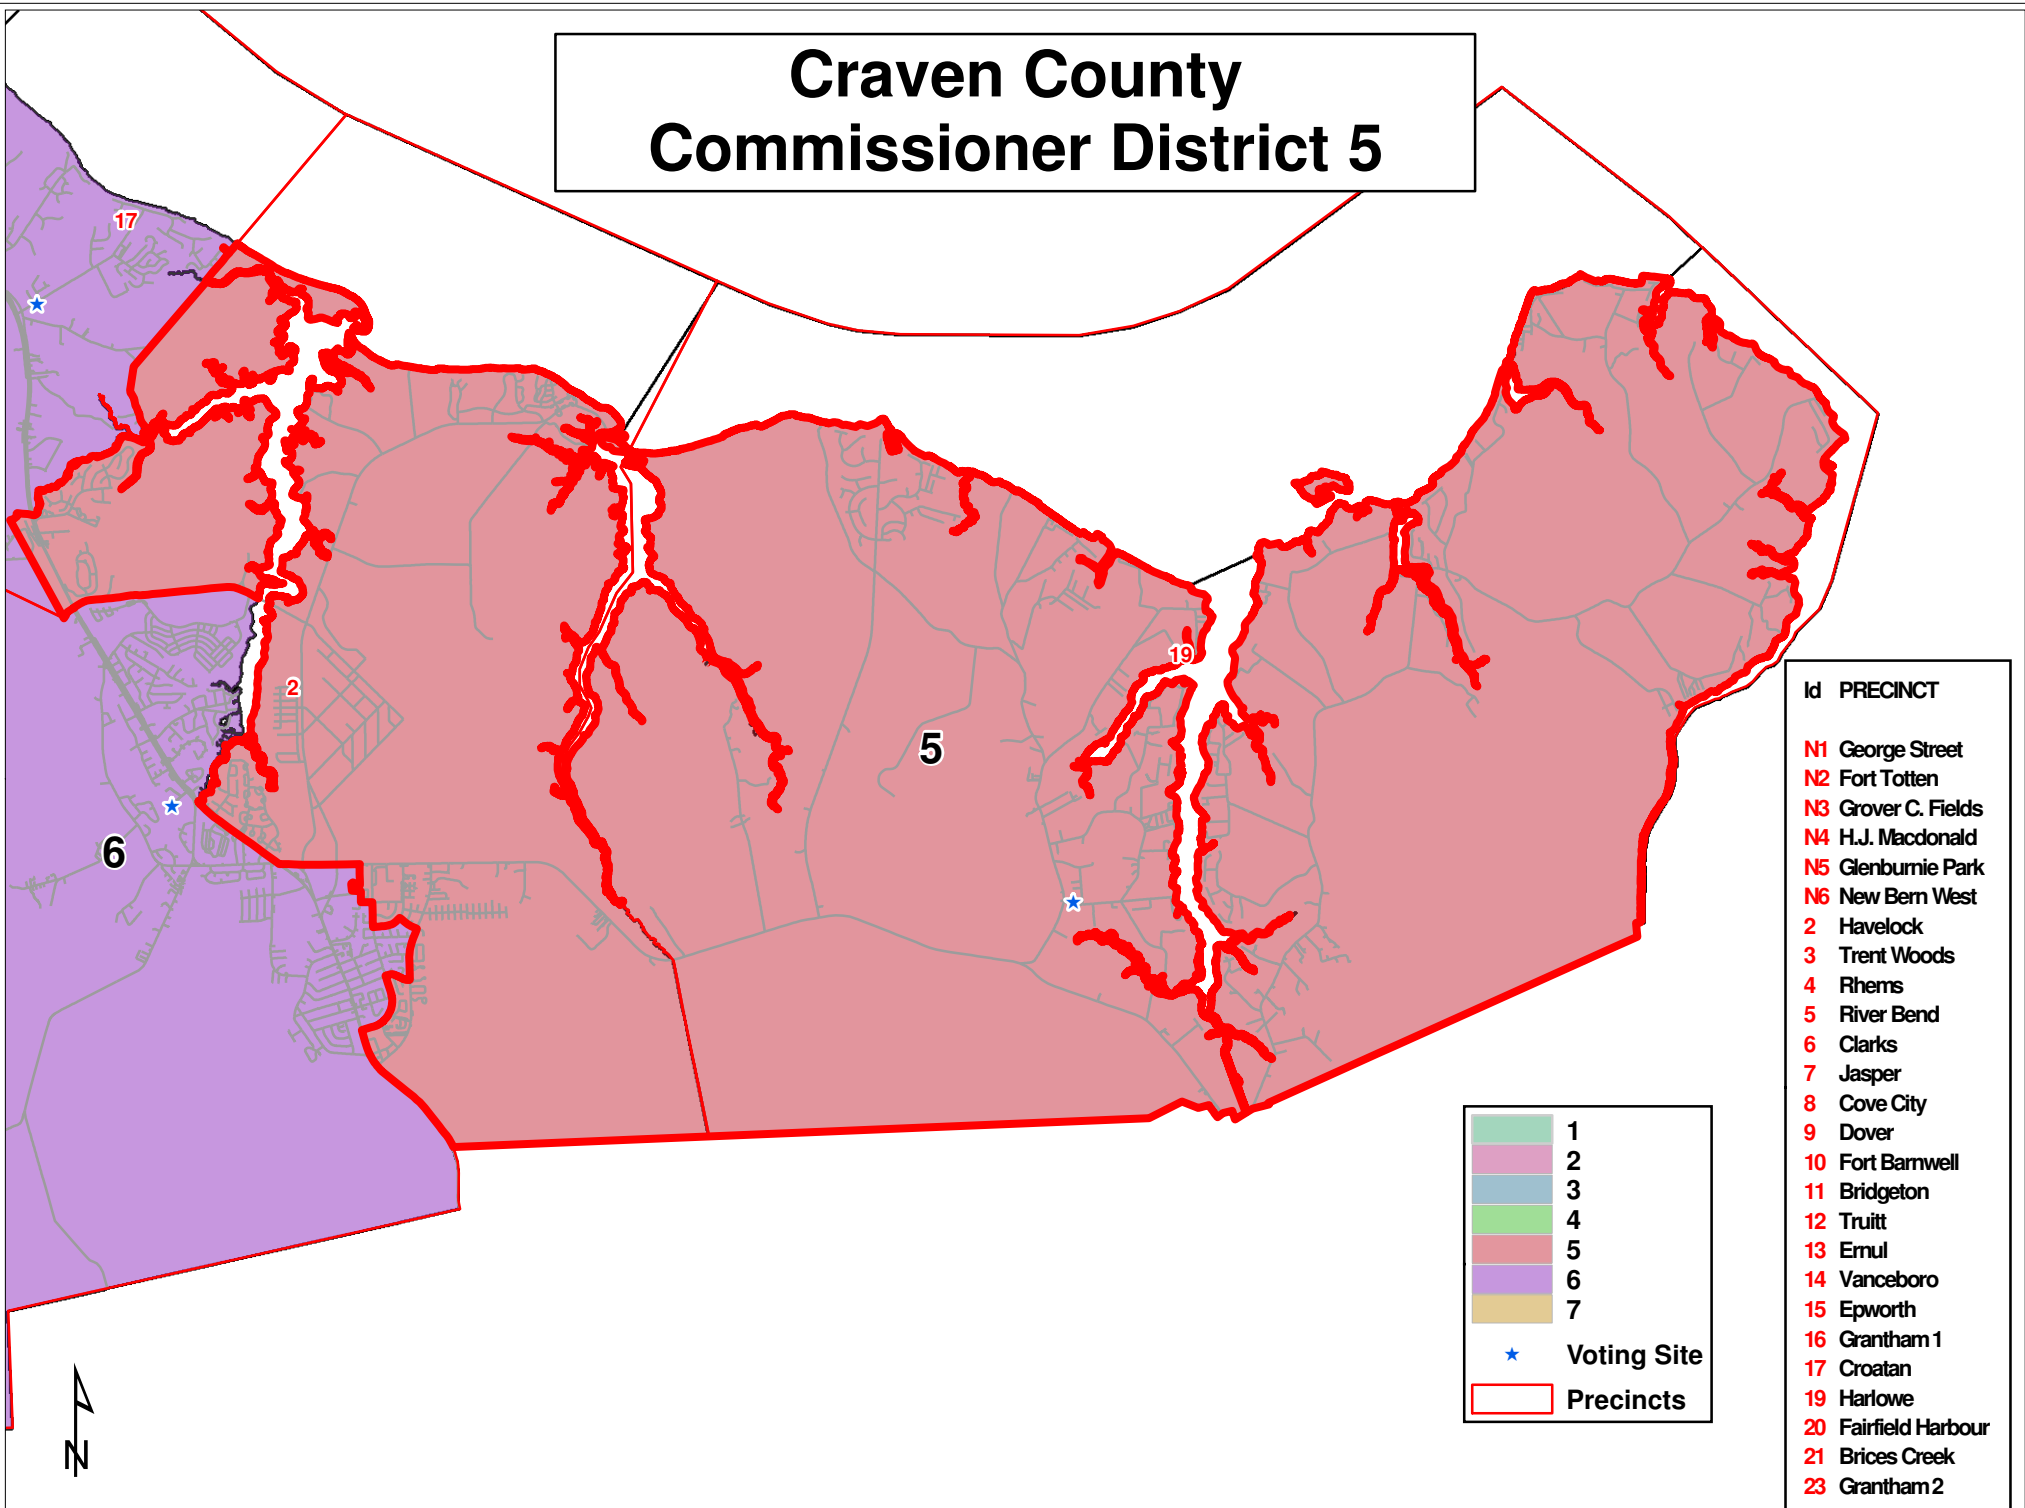 Craven County
Commissioner District 5
17
2
19
5
6
Id PRECINCT
N1 George Street
N2 Fort Totten
N3 Grover C. Fields
N4 H.J. Macdonald
N5 Glenburnie Park
N6 New Bern West
2 Havelock
3 Trent Woods
4 Rhems
5 River Bend
6 Clarks
7 Jasper
8 Cove City
9 Dover
10 Fort Barnwell
11 Bridgeton
12 Truitt
13 Ernul
14 Vanceboro
15 Epworth
16 Grantham 1
17 Croatan
19 Harlowe
20 Fairfield Harbour
21 Brices Creek
23 Grantham 2
1
2
3
4
5
6
7
Voting Site
Precincts
N